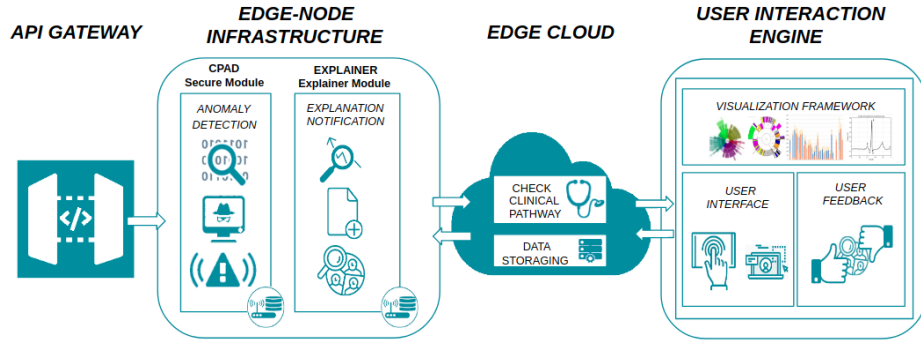 API GATEWAY
EDGE-NODE
INFRASTRUCTURE
EDGE CLOUD
USER INTERACTION
ENGINE
CPAD
Secure Module
EXPLAINER
Explainer Module
ANOMALY
DETECTION
EXPLANATION
NOTIFICATION
</>
CHECK
CLINICAL
PATHWAY
DATA
STORAGING
VISUALIZATION FRAMEWORK
USER
INTERFACE
USER
FEEDBACK